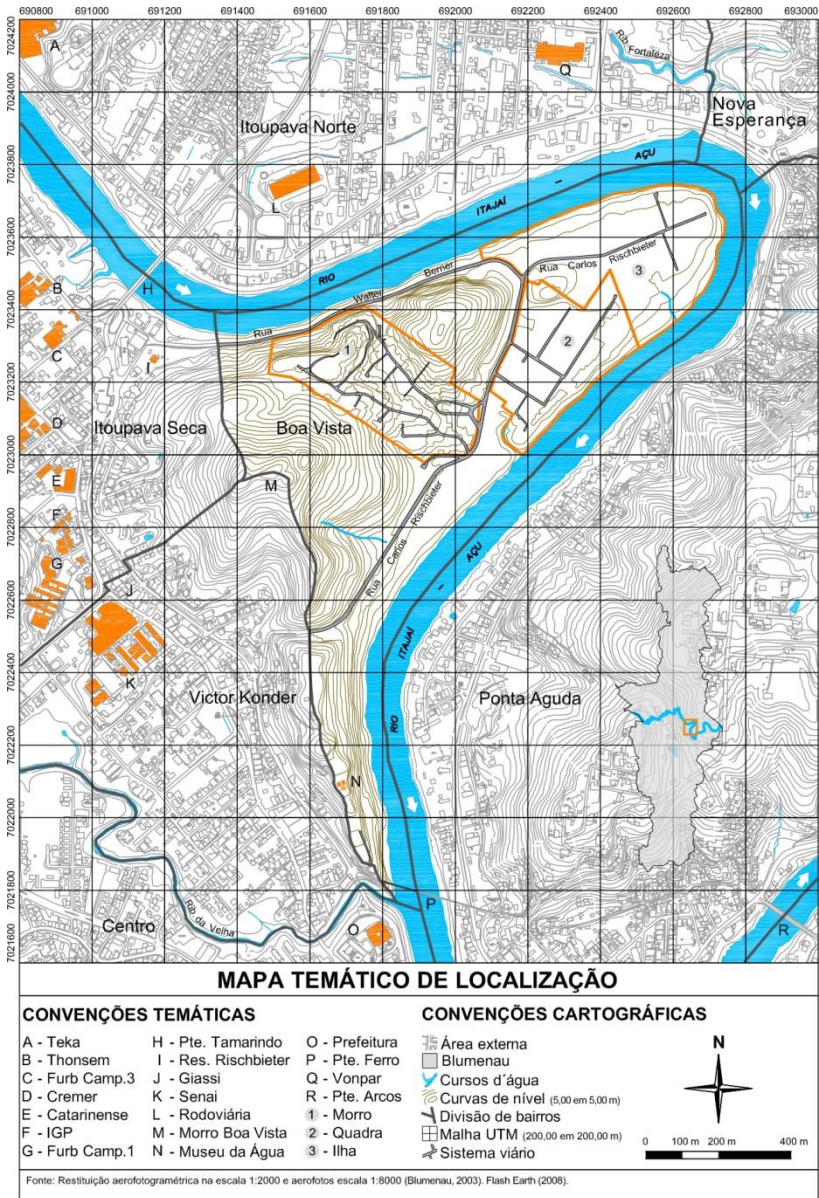 690800 691000 691200 691400 691600 691800 692000 692200 692400 692600 692800 693000
7024200
7024000
7023800
7023600
7023400
7023200
7023000
7022800
7022600
7022400
7022200
7022000
7021800
7021600
A
Q
Rib. Fortaleza
Nova
Esperança
Itoupava Norte
L
RIO ITAJAÍ - AÇU
B
H
Rua Walter Berner
Rua Carlos Rischbieter
3
C
I
1
2
D
Itoupava Seca
Boa Vista
E
M
F
G
Rua Carlos Rischbieter
J
K
Victor Konder
RIO ITAJAÍ - AÇU
Ponta Aguda
N
Rib. da Velha
Centro
O
P
R
MAPA TEMÁTICO DE LOCALIZAÇÃO
CONVENÇÕES TEMÁTICAS
A - Teka
B - Thonsem
C - Furb Camp.3
D - Cremer
E - Catarinense
F - IGP
G - Furb Camp.1
H - Pte. Tamarindo
I - Res. Rischbieter
J - Giassi
K - Senai
L - Rodoviária
M - Morro Boa Vista
N - Museu da Água
O - Prefeitura
P - Pte. Ferro
Q - Vonpar
R - Pte. Arcos
1 - Morro
2 - Quadra
3 - Ilha
CONVENÇÕES CARTOGRÁFICAS
Área externa
Blumenau
Cursos d´água
Curvas de nível (5,00 em 5,00 m)
Divisão de bairros
Malha UTM (200,00 em 200,00 m)
Sistema viário
N
0 100 m 200 m 400 m
Fonte: Restituição aerofotogramétrica na escala 1:2000 e aerofotos escala 1:8000 (Blumenau, 2003). Flash Earth (2008).